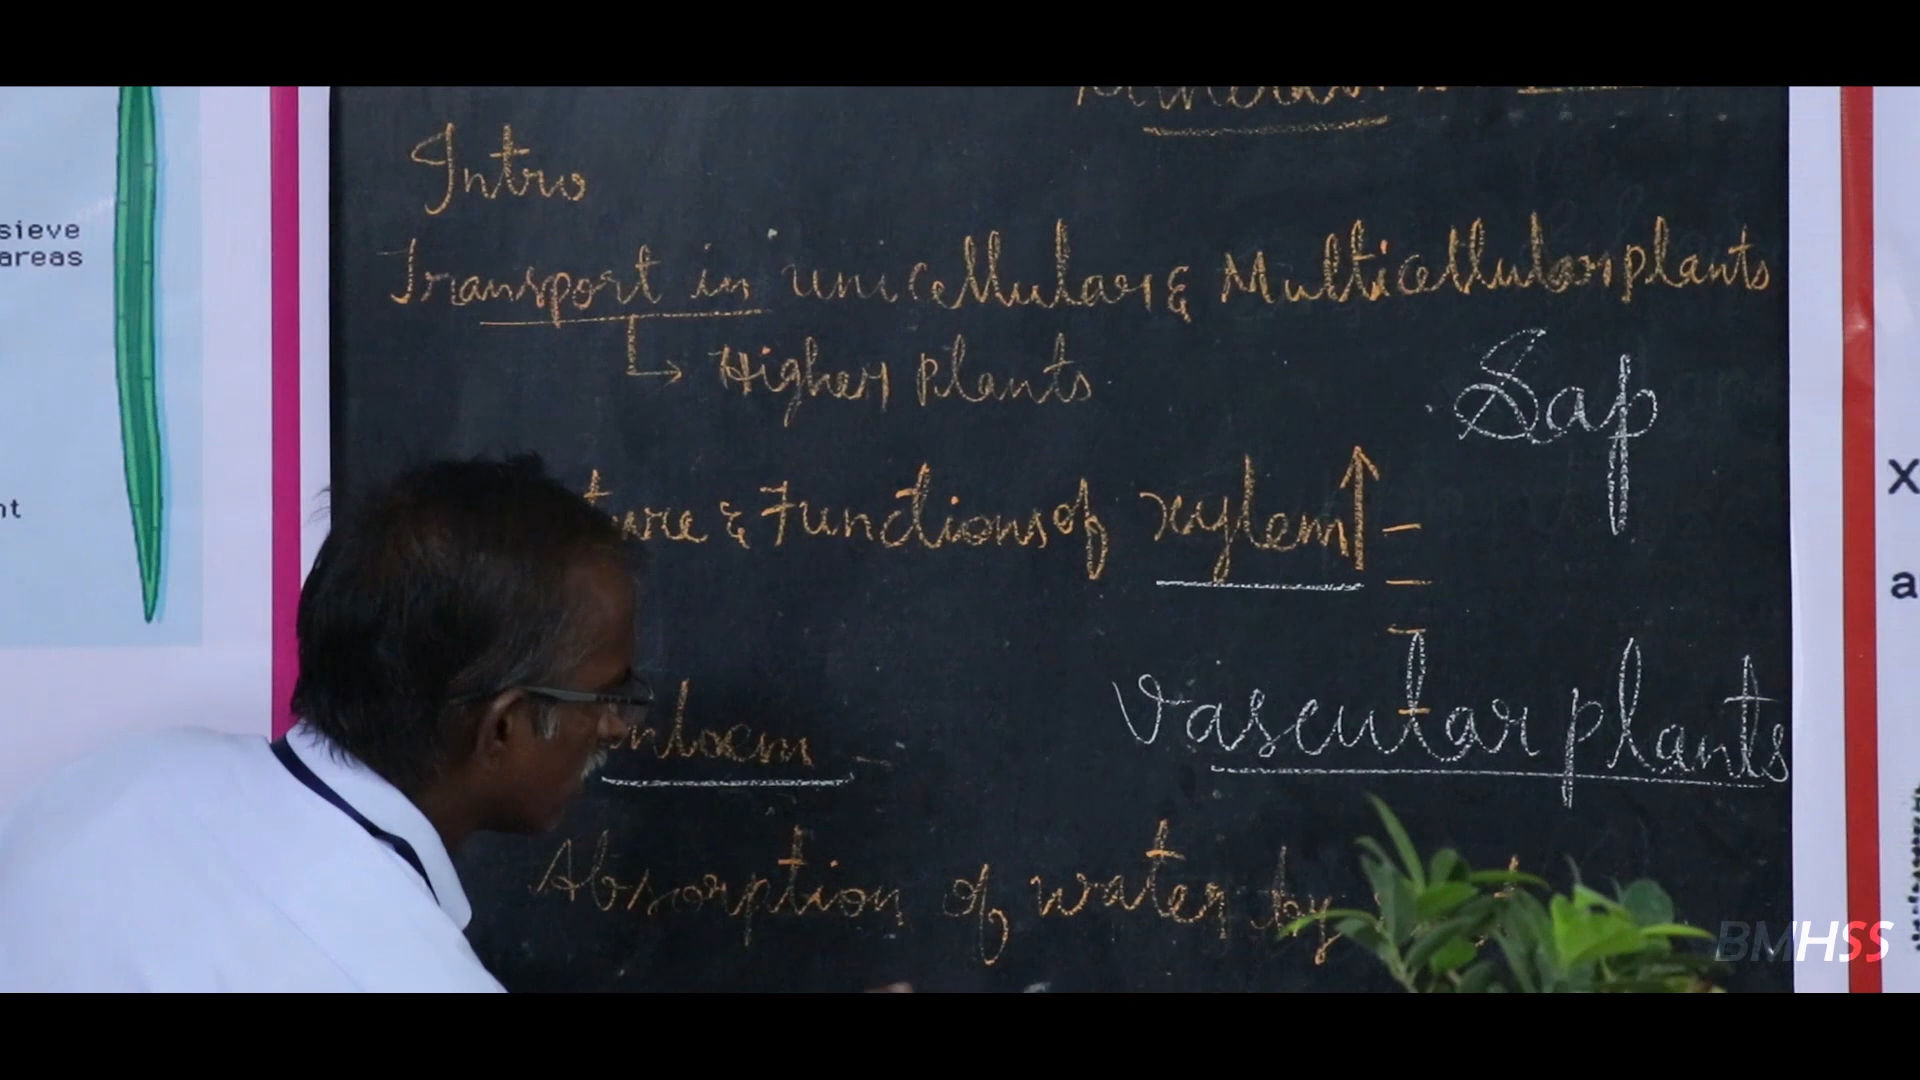 Intro
Transport in unicellular & Multicellular plants
Higher plants
Sap
& Functions of xylem
Vascular plants
Absorption of water by
sieve
areas
X
a
BMHSS